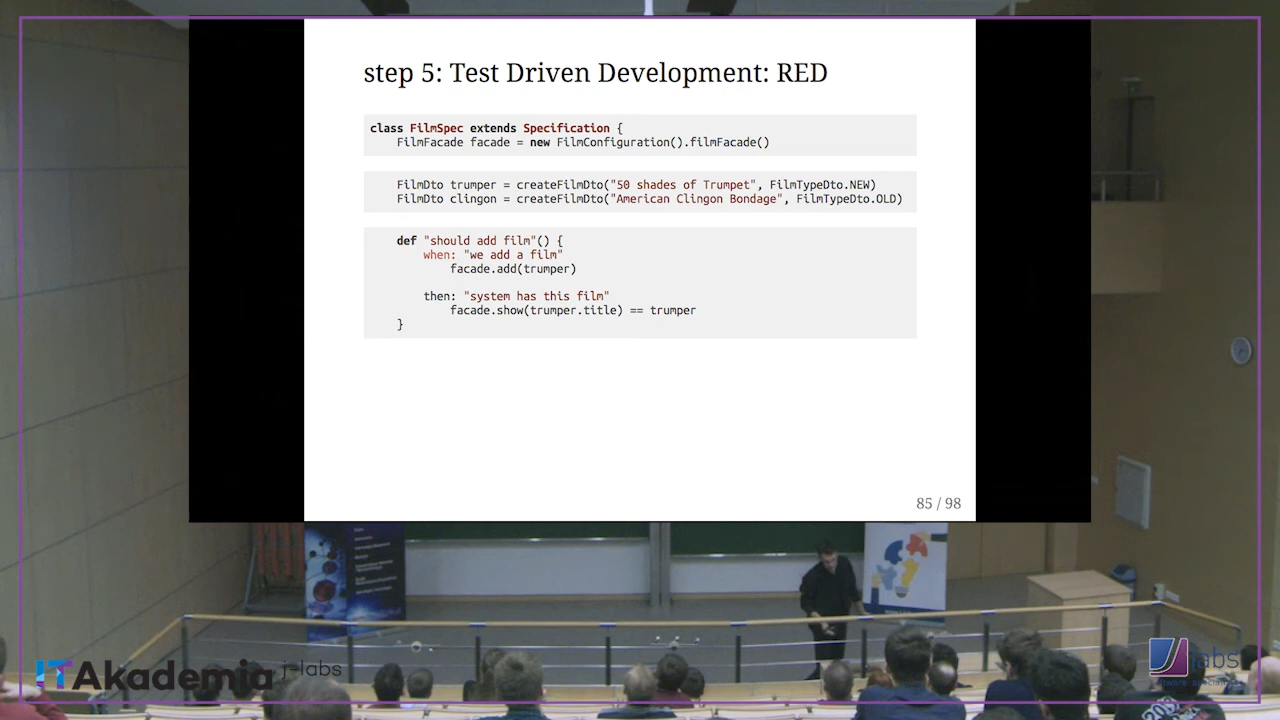 step 5: Test Driven Development: RED
class FilmSpec extends Specification {
FilmFacade facade = new FilmConfiguration().filmFacade()
FilmDto trumper = createFilmDto("50 shades of Trumpet", FilmTypeDto.NEW)
FilmDto clingon = createFilmDto("American Clingon Bondage", FilmTypeDto.OLD)
def "should add film"() {
when: "we add a film"
facade.add(trumper)
then: "system has this film"
facade.show(trumper.title) == trumper
}
85 / 98
ITAkademia j-labs
jlabs